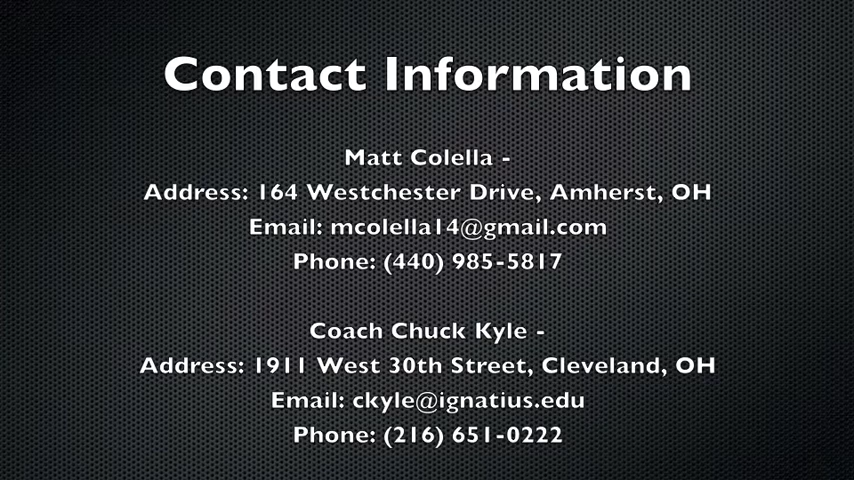 Contact Information
Matt Colella -
Address: 164 Westchester Drive, Amherst, OH
Email: mcolella14@gmail.com
Phone: (440) 985-5817
Coach Chuck Kyle -
Address: 1911 West 30th Street, Cleveland, OH
Email: ckyle@ignatius.edu
Phone: (216) 651-0222